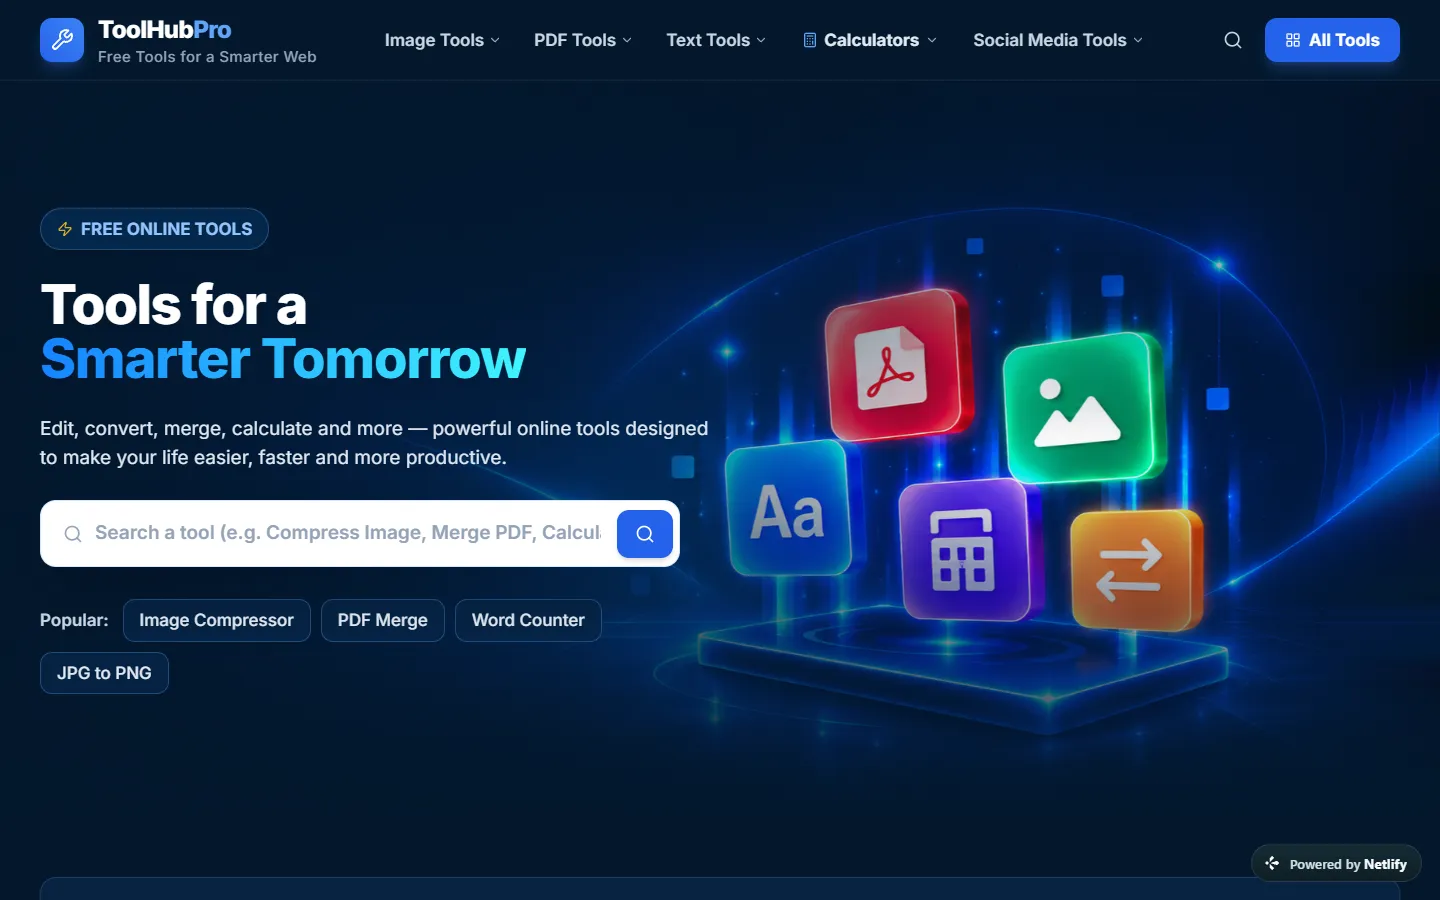 ToolHubPro
Free Tools for a Smarter Web
Image Tools
PDF Tools
Text Tools
Calculators
Social Media Tools
All Tools
FREE ONLINE TOOLS
Tools for a
Smarter Tomorrow
Edit, convert, merge, calculate and more — powerful online tools designed
to make your life easier, faster and more productive.
Search a tool (e.g. Compress Image, Merge PDF, Calcul
Popular:
Image Compressor
PDF Merge
Word Counter
JPG to PNG
Aa
Powered by Netlify